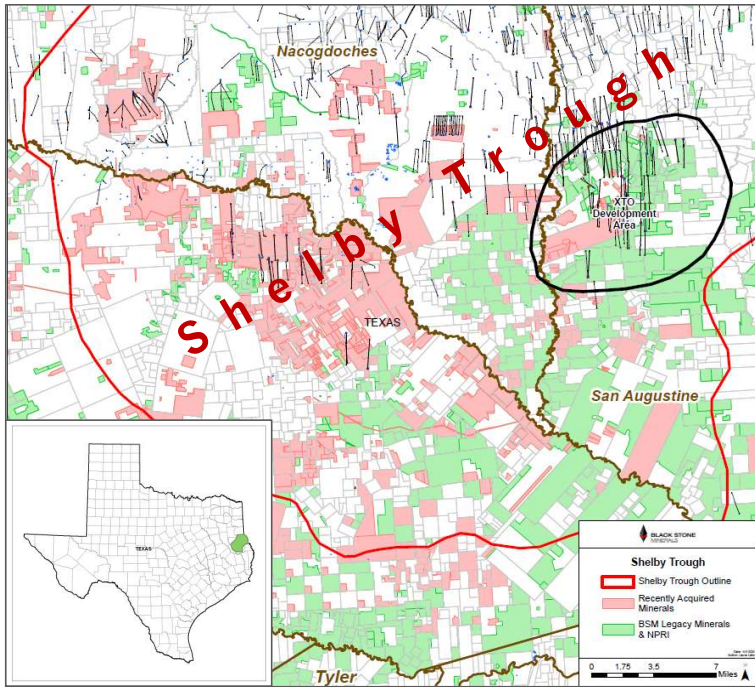 Nacogdoches
Shelby Trough
XTO
Development
Area
TEXAS
San Augustine
TEXAS
BLACK STONE
MINERALS
Shelby Trough
Shelby Trough Outline
Recently Acquired
Minerals
BSM Legacy Minerals
& NPRI
0 1.75 3.5 7
Miles
Tyler